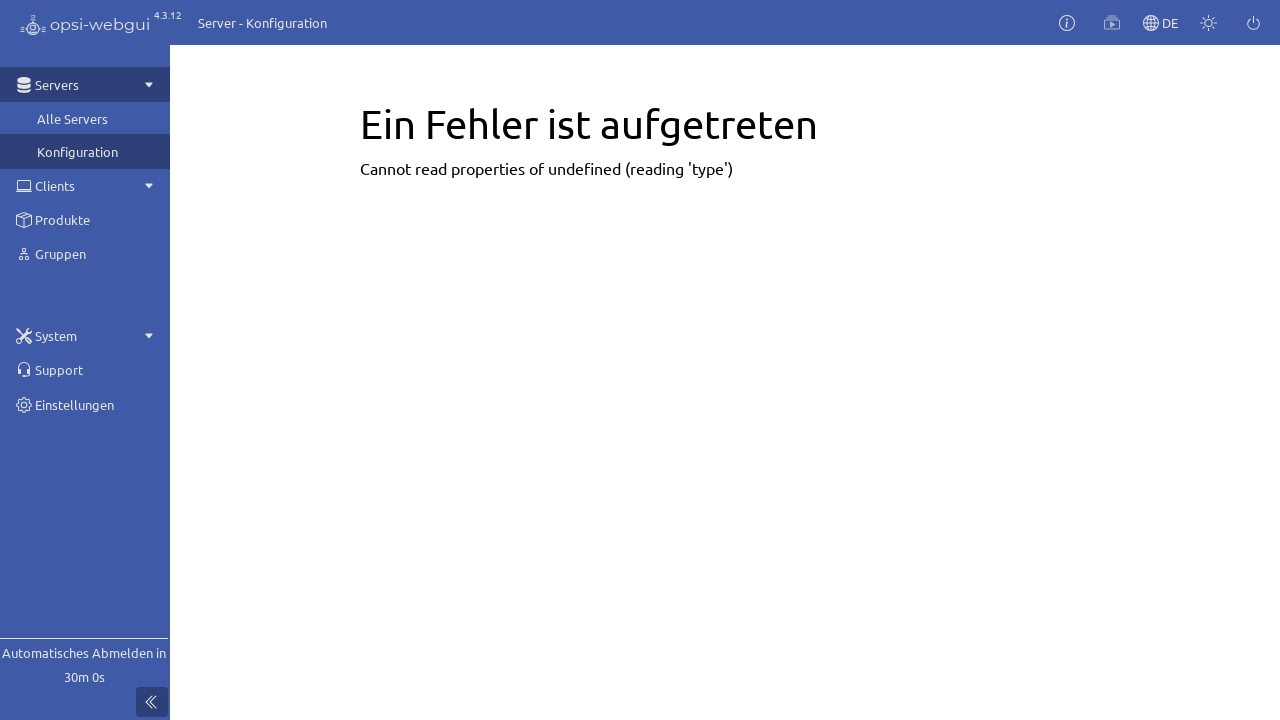 opsi-webgui 4.3.12
Server - Konfiguration
DE
Servers
Alle Servers
Konfiguration
Clients
Produkte
Gruppen
System
Support
Einstellungen
Automatisches Abmelden in
30m 0s
Ein Fehler ist aufgetreten
Cannot read properties of undefined (reading 'type')